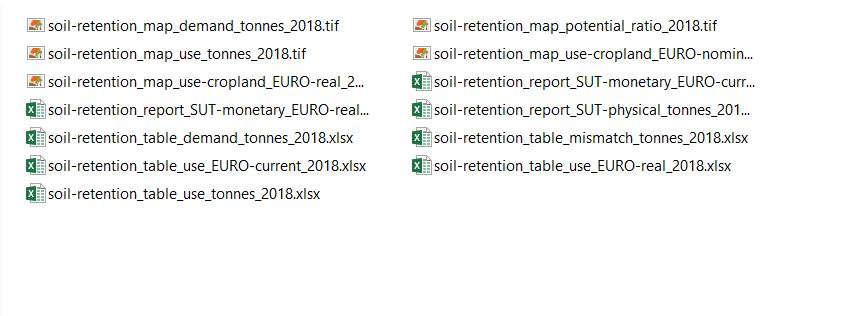 soil-retention_map_demand_tonnes_2018.tif
soil-retention_map_potential_ratio_2018.tif
soil-retention_map_use_tonnes_2018.tif
soil-retention_map_use-cropland_EURO-nomin...
soil-retention_map_use-cropland_EURO-real_2...
soil-retention_report_SUT-monetary_EURO-curr...
soil-retention_report_SUT-monetary_EURO-real...
soil-retention_report_SUT-physical_tonnes_201...
soil-retention_table_demand_tonnes_2018.xlsx
soil-retention_table_mismatch_tonnes_2018.xlsx
soil-retention_table_use_EURO-current_2018.xlsx
soil-retention_table_use_EURO-real_2018.xlsx
soil-retention_table_use_tonnes_2018.xlsx